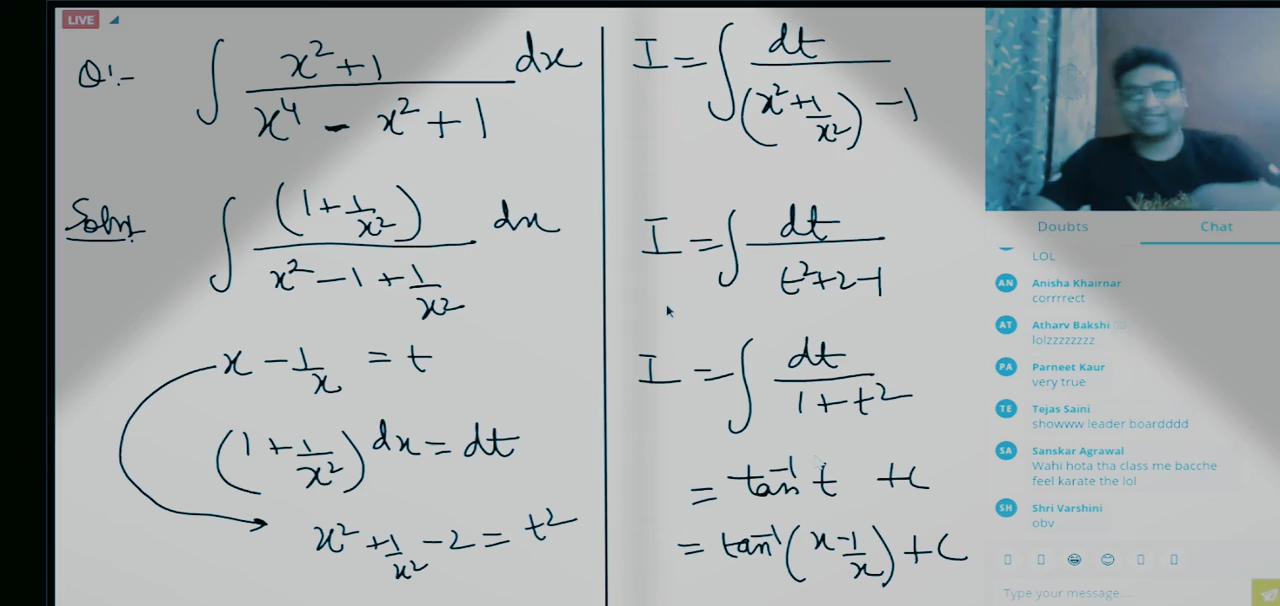 LIVE
Q:- ∫ (x²+1)/(x⁴ - x² + 1) dx
Soln: ∫ (1 + 1/x²)/(x² - 1 + 1/x²) dx
x - 1/x = t
(1 + 1/x²) dx = dt
x² + 1/x² - 2 = t²
I = ∫ dt/((x² + 1/x²) - 1)
I = ∫ dt/(t²+2-1)
I = ∫ dt/(1+t²)
= tan⁻¹ t + c
= tan⁻¹(x - 1/x) + C
Doubts Chat
LOL
AN Anisha Khairnar
corrrrect
AT Atharv Bakshi
lolzzzzzzz
PA Parneet Kaur
very true
TE Tejas Saini
showww leader boardddd
SA Sanskar Agrawal
Wahi hota tha class me bacche
feel karate the lol
SH Shri Varshini
obv
Type your message....